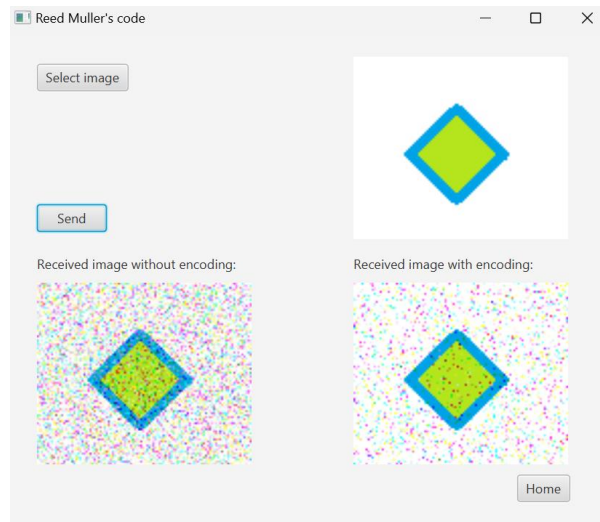 Reed Muller's code
Select image
Send
Received image without encoding:
Received image with encoding:
Home